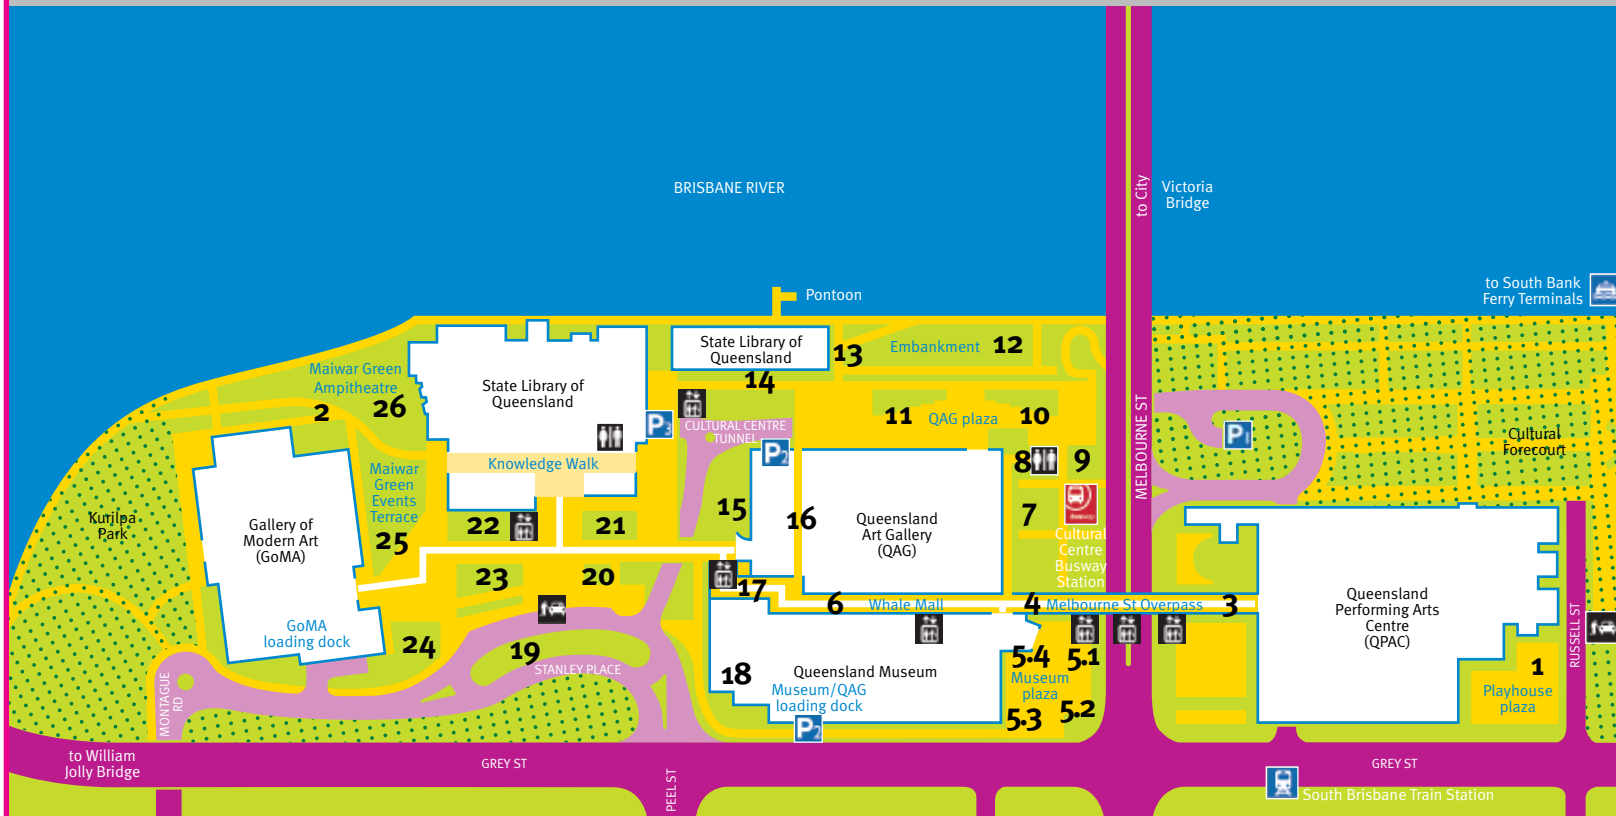 BRISBANE RIVER
to City
Victoria
Bridge
Pontoon
to South Bank
Ferry Terminals
State Library of
Queensland
13
Embankment
12
14
Maiwar Green
Ampitheatre
2
26
State Library of
Queensland
P3
CULTURAL CENTRE
TUNNEL
P2
11
QAG plaza
10
MELBOURNE ST
P1
Cultural
Forecourt
Knowledge Walk
Maiwar
Green
Events
Terrace
25
8
9
7
Cultural
Centre
Busway
Station
Kurilpa
Park
Gallery of
Modern Art
(GoMA)
22
21
15
16
Queensland
Art Gallery
(QAG)
23
20
17
6
Whale Mall
4
Melbourne St Overpass
3
Queensland
Performing Arts
Centre
(QPAC)
RUSSELL ST
GoMA
loading dock
24
19
STANLEY PLACE
18
Queensland Museum
Museum/QAG
loading dock
P2
5.4
5.1
Museum
plaza
5.3
5.2
1
Playhouse
plaza
MONTAGUE
RD
to William
Jolly Bridge
GREY ST
PEEL ST
GREY ST
South Brisbane Train Station